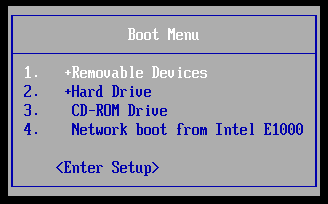 Boot Menu
1. +Removable Devices
2. +Hard Drive
3. CD-ROM Drive
4. Network boot from Intel E1000
<Enter Setup>